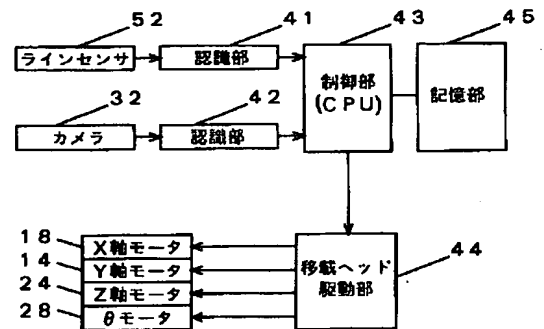 52 41 43 45
ラインセンサ 認識部 制御部 (CPU) 記憶部
32 42
カメラ 認識部
18 X軸モータ 移載ヘッド 駆動部 44
14 Y軸モータ
24 Z軸モータ
28 θモータ